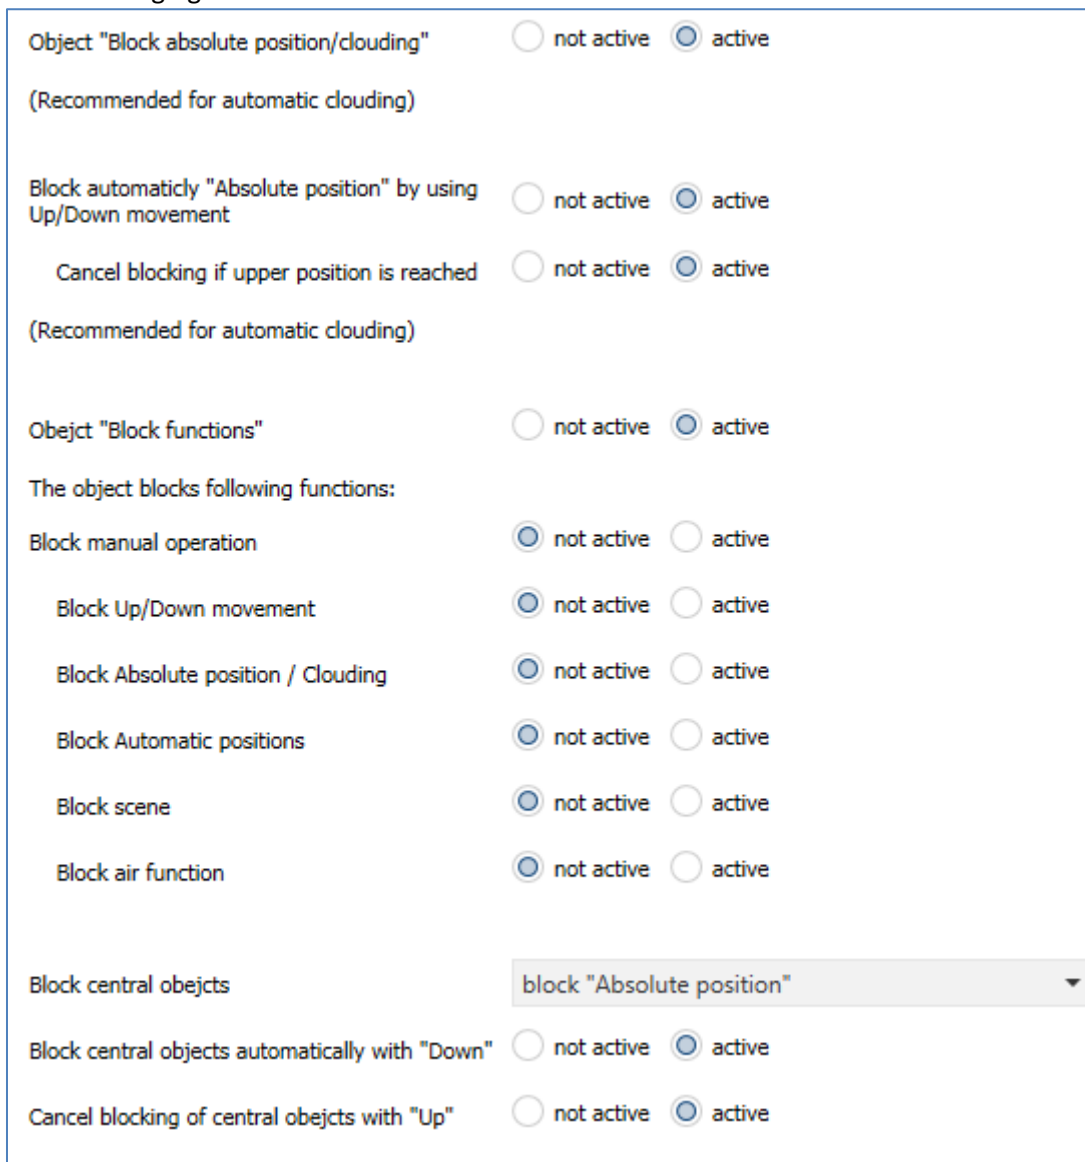 Object "Block absolute position/clouding" not active active
(Recommended for automatic clouding)
Block automaticly "Absolute position" by using
Up/Down movement not active active
Cancel blocking if upper position is reached not active active
(Recommended for automatic clouding)
Obejct "Block functions" not active active
The object blocks following functions:
Block manual operation not active active
Block Up/Down movement not active active
Block Absolute position / Clouding not active active
Block Automatic positions not active active
Block scene not active active
Block air function not active active
Block central obejcts block "Absolute position"
Block central objects automatically with "Down" not active active
Cancel blocking of central obejcts with "Up" not active active